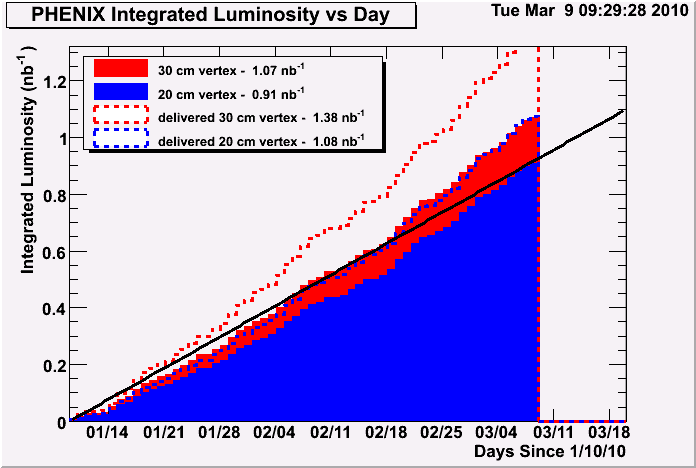 PHENIX Integrated Luminosity vs Day
Tue Mar 9 09:29:28 2010
Integrated Luminosity (nb-1)
30 cm vertex - 1.07 nb-1
20 cm vertex - 0.91 nb-1
delivered 30 cm vertex - 1.38 nb-1
delivered 20 cm vertex - 1.08 nb-1
1.2
1
0.8
0.6
0.4
0.2
0
01/14 01/21 01/28 02/04 02/11 02/18 02/25 03/04 03/11 03/18
Days Since 1/10/10